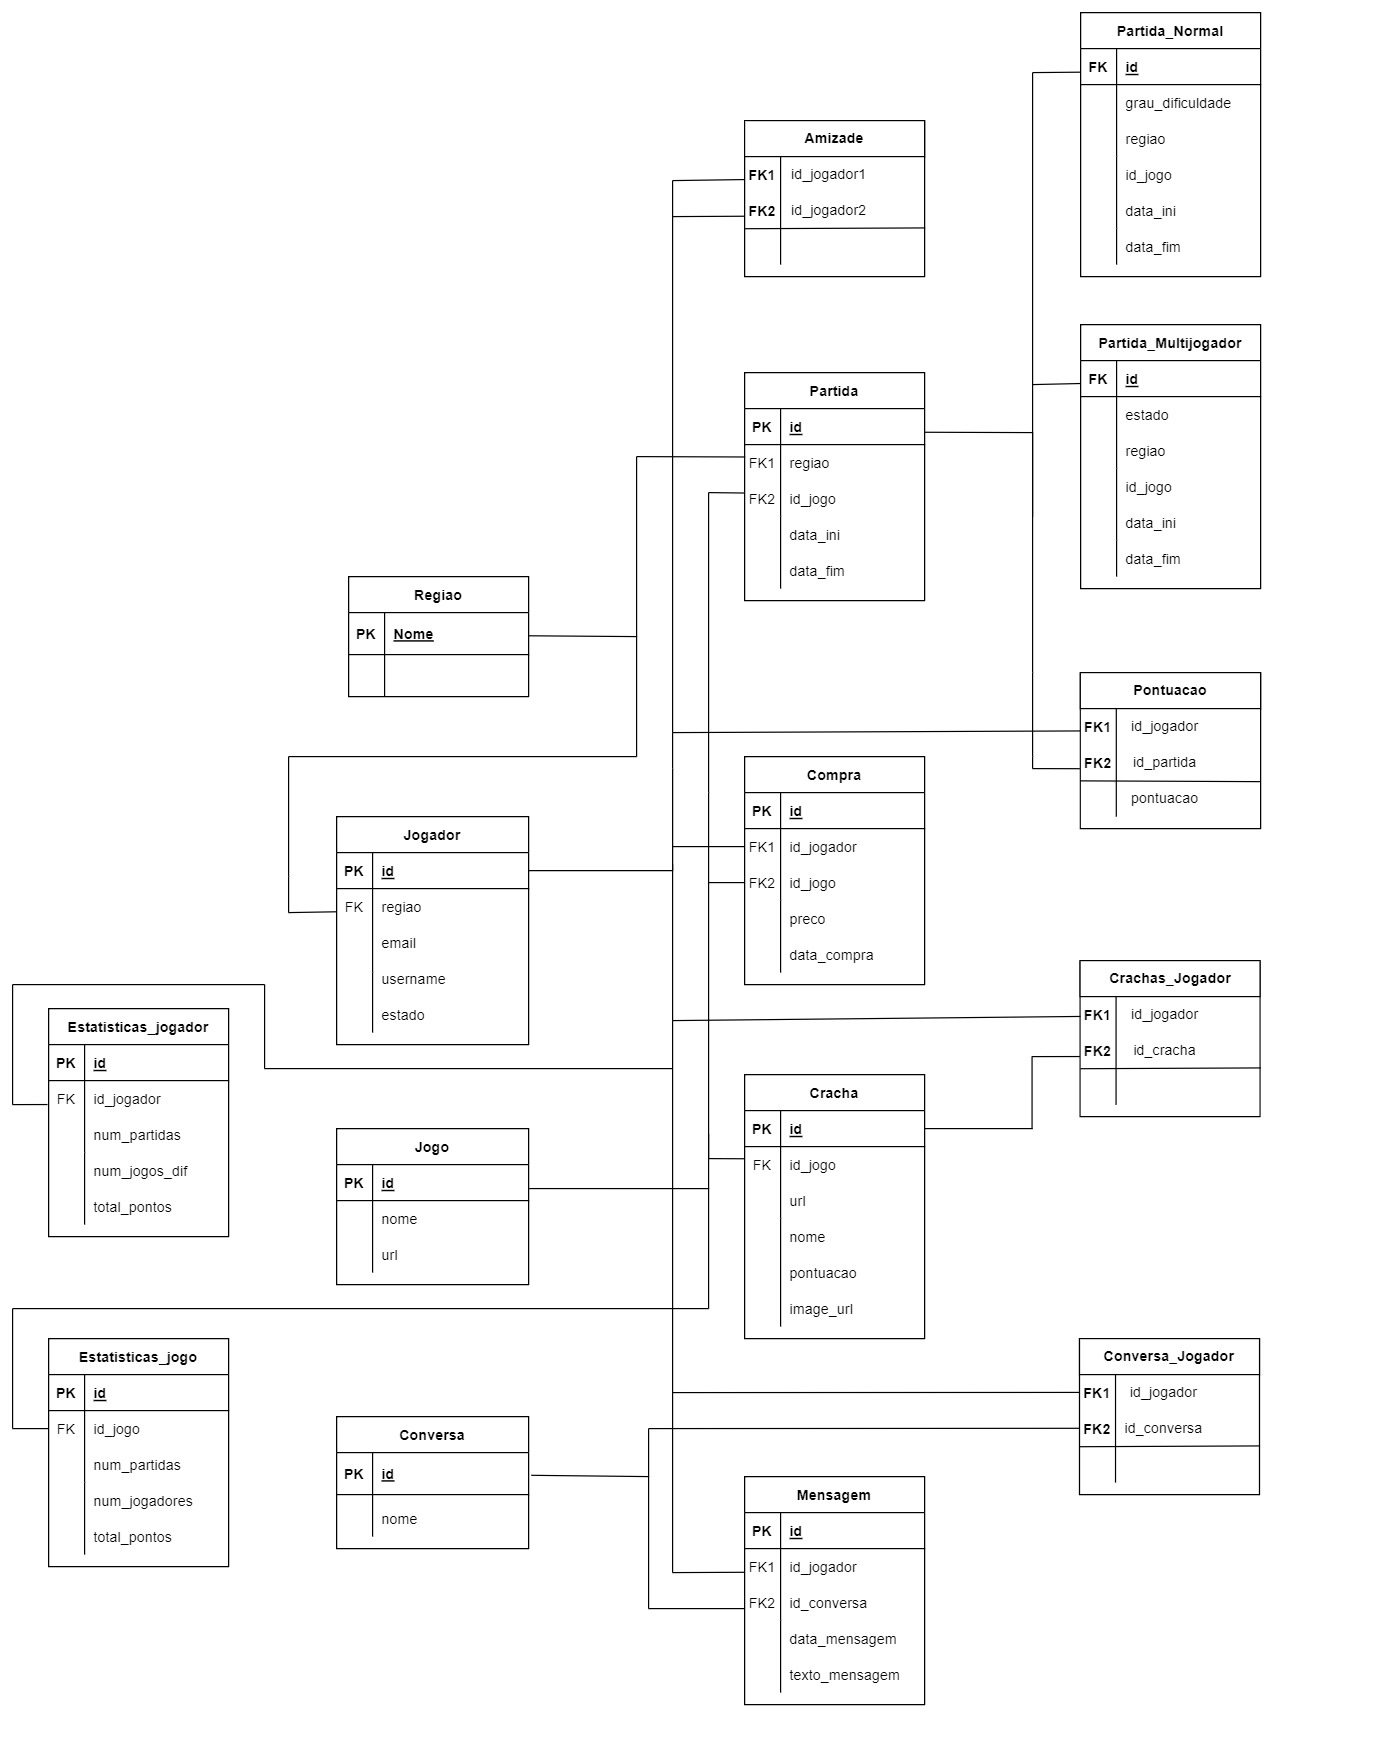 Partida_Normal
FK id
grau_dificuldade
regiao
id_jogo
data_ini
data_fim
Amizade
FK1 id_jogador1
FK2 id_jogador2
Partida_Multijogador
FK id
estado
regiao
id_jogo
data_ini
data_fim
Partida
PK id
FK1 regiao
FK2 id_jogo
data_ini
data_fim
Regiao
PK Nome
Pontuacao
FK1 id_jogador
FK2 id_partida
pontuacao
Compra
PK id
FK1 id_jogador
FK2 id_jogo
preco
data_compra
Jogador
PK id
FK regiao
email
username
estado
Crachas_Jogador
FK1 id_jogador
FK2 id_cracha
Estatisticas_jogador
PK id
FK id_jogador
num_partidas
num_jogos_dif
total_pontos
Cracha
PK id
FK id_jogo
url
nome
pontuacao
image_url
Jogo
PK id
nome
url
Estatisticas_jogo
PK id
FK id_jogo
num_partidas
num_jogadores
total_pontos
Conversa_Jogador
FK1 id_jogador
FK2 id_conversa
Conversa
PK id
nome
Mensagem
PK id
FK1 id_jogador
FK2 id_conversa
data_mensagem
texto_mensagem